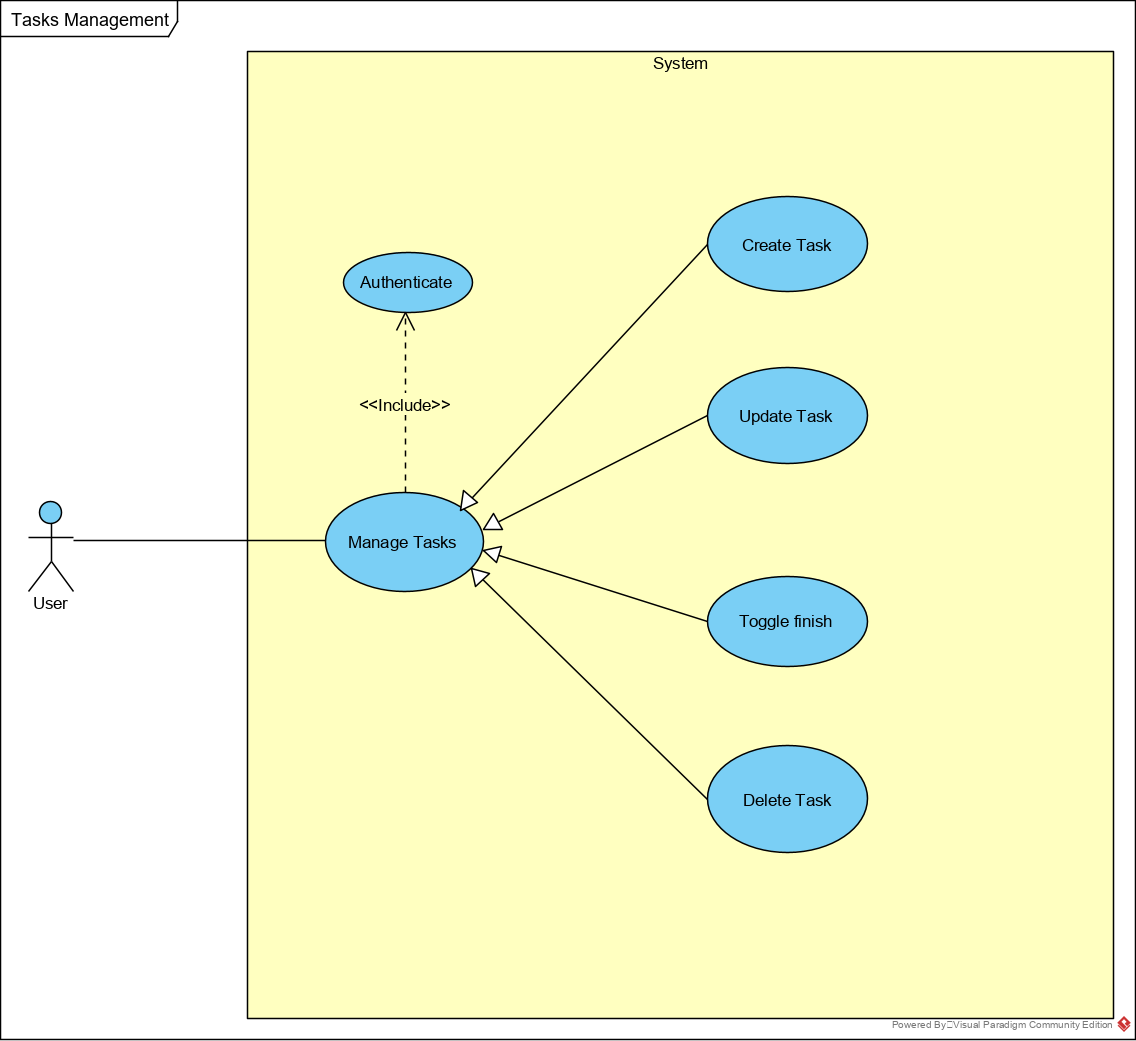 Tasks Management
System
Create Task
Authenticate
<<Include>>
Update Task
Manage Tasks
User
Toggle finish
Delete Task
Powered By Visual Paradigm Community Edition